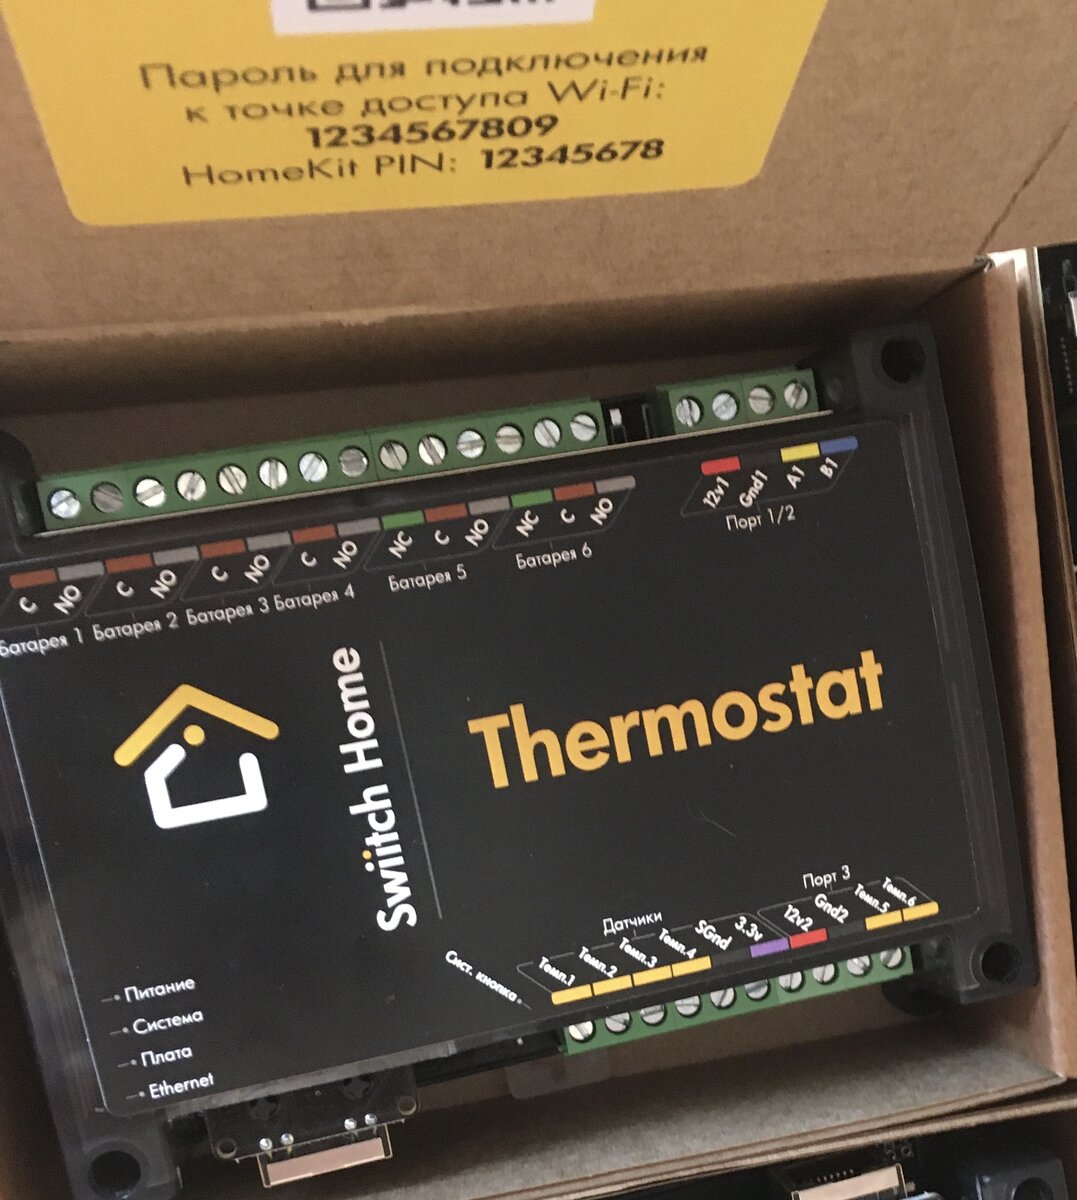 Пароль для подключения
к точке доступа Wi-Fi:
1234567809
HomeKit PIN: 12345678
12v1 Gnd1 A1 B1
Порт 1/2
C NO C NO C NO C NO NC C NO NC C NO
Батарея 1 Батарея 2 Батарея 3 Батарея 4 Батарея 5 Батарея 6
Swiitch Home
Thermostat
Порт 3
Датчики
Сист. кнопка
Темп.1 Темп.2 Темп.3 Темп.4 SGnd 3.3v 12v2 Gnd2 Темп.5 Темп.6
Питание
Система
Плата
Ethernet